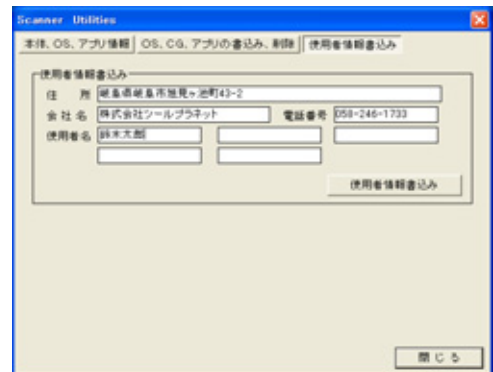 Scanner Utilities
本体、OS、アプリ情報 OS、CG、アプリの書込み、削除 使用者情報書込み
使用者情報書込み
住 所 岐阜県岐阜市旭見ヶ池町43-2
会社名 株式会社ツールプラネット 電話番号 058-246-1733
使用者名 鈴木太郎
使用者情報書込み
閉じる